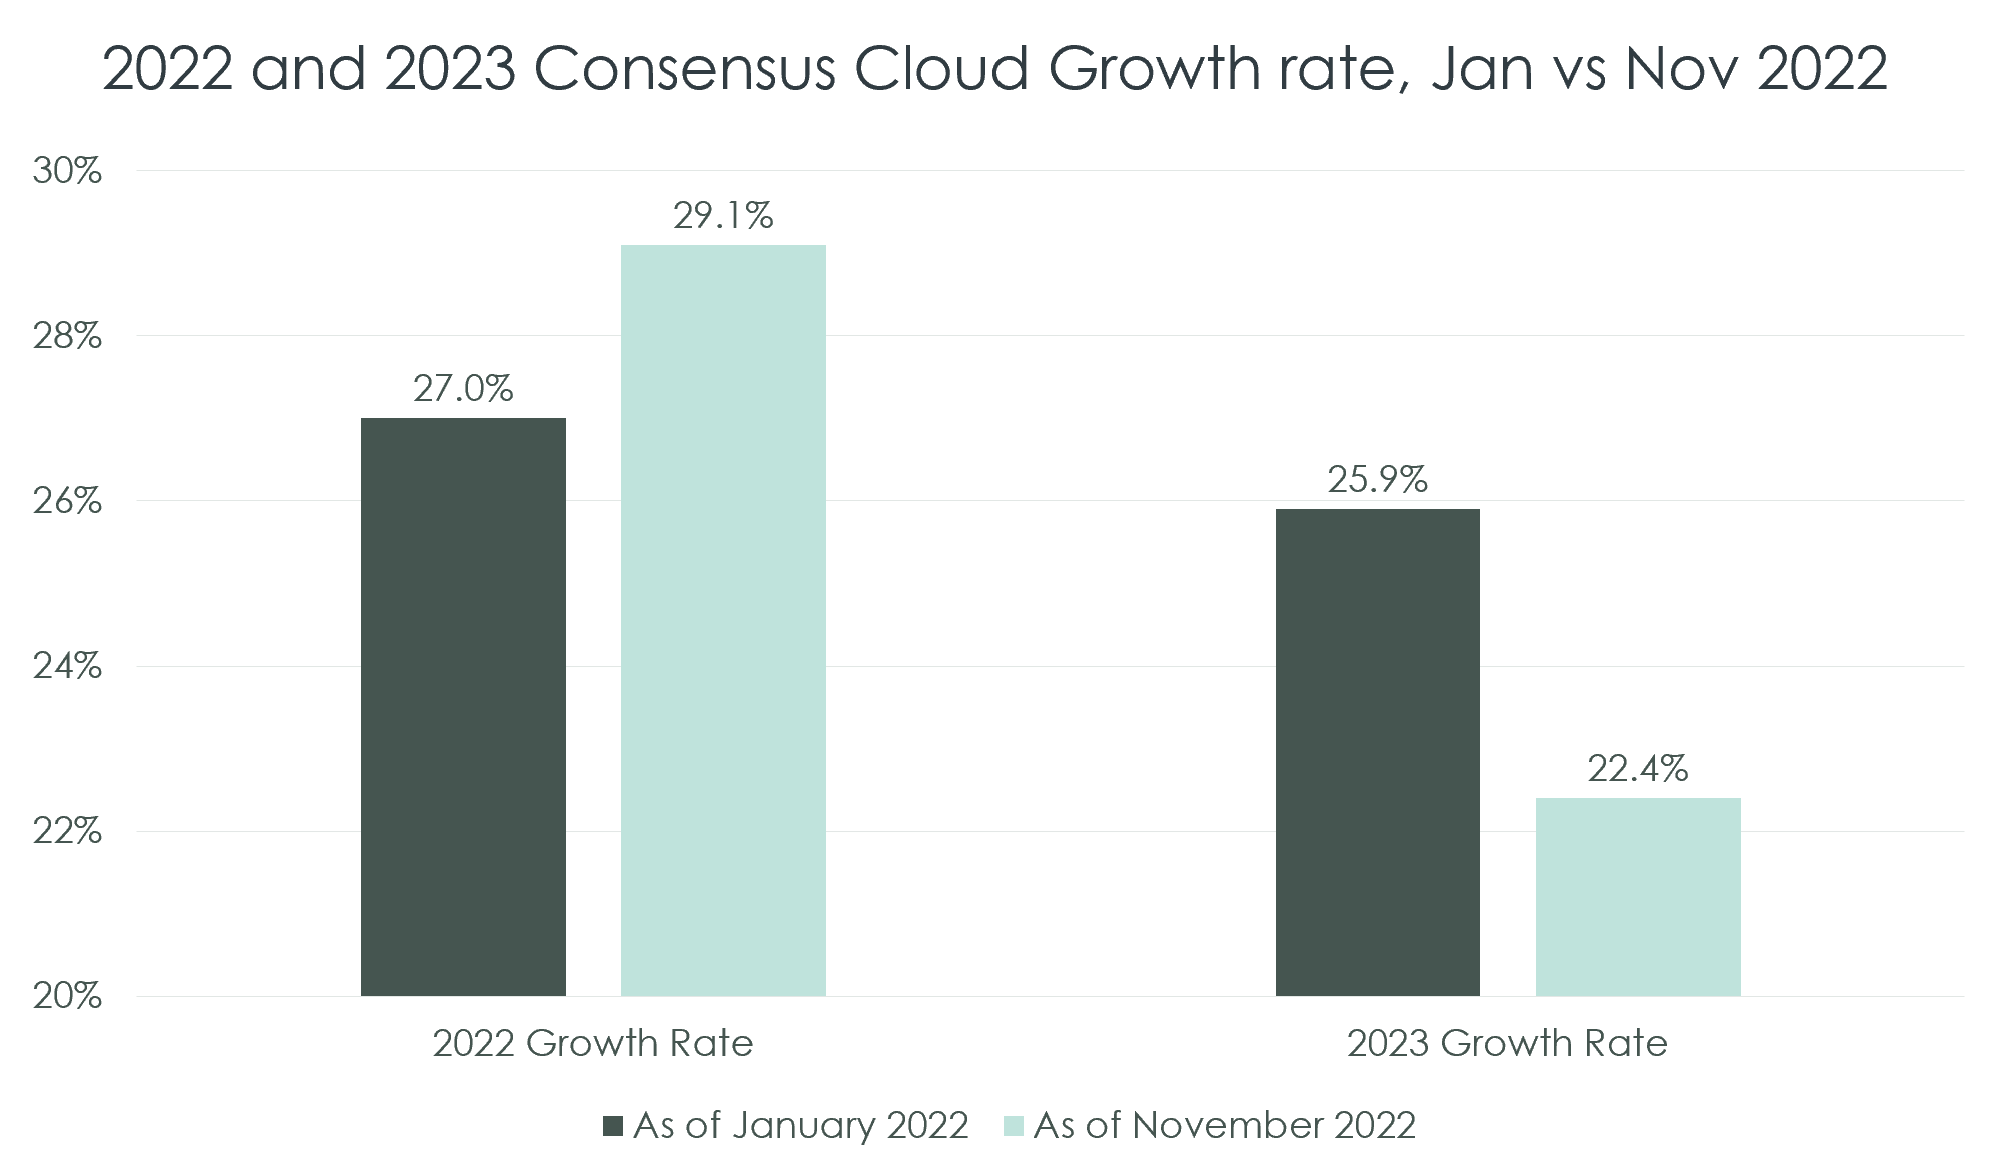 2022 and 2023 Consensus Cloud Growth rate, Jan vs Nov 2022
30%
29.1%
28%
27.0%
26%
25.9%
24%
22.4%
22%
20%
2022 Growth Rate
2023 Growth Rate
As of January 2022
As of November 2022